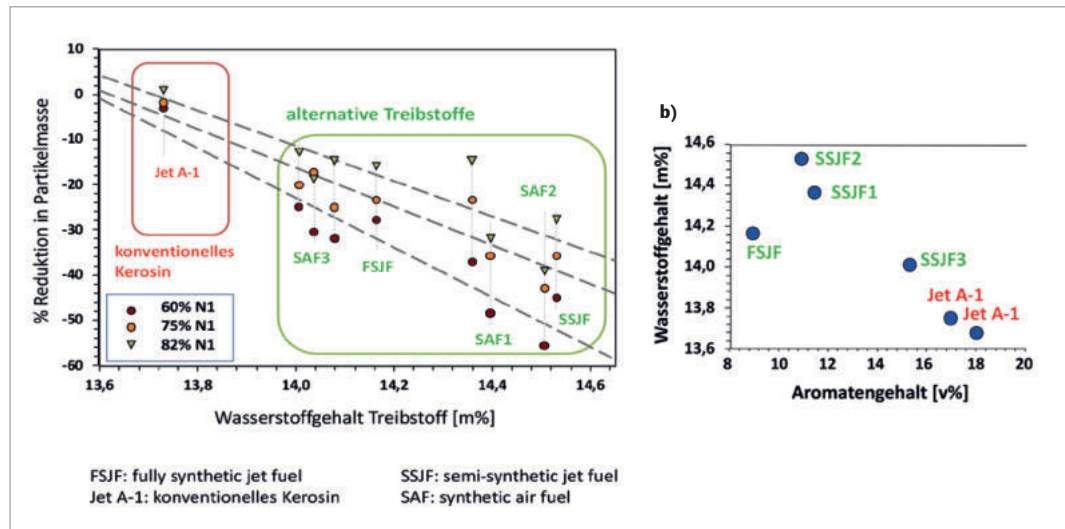 10
0
-10
-20
-30
-40
-50
-60
% Reduktion in Partikelmasse
Jet A-1
konventionelles
Kerosin
alternative Treibstoffe
SAF3
FSJF
SAF1
SAF2
SSJF
60% N1
75% N1
82% N1
13,6 13,8 14,0 14,2 14,4 14,6
Wasserstoffgehalt Treibstoff [m%]
b)
14,6
14,4
14,2
14,0
13,8
13,6
Wasserstoffgehalt [m%]
SSJF2
SSJF1
FSJF
SSJF3
Jet A-1
Jet A-1
8 10 12 14 16 18 20
Aromatengehalt [v%]
FSJF: fully synthetic jet fuel
SSJF: semi-synthetic jet fuel
Jet A-1: konventionelles Kerosin
SAF: synthetic air fuel